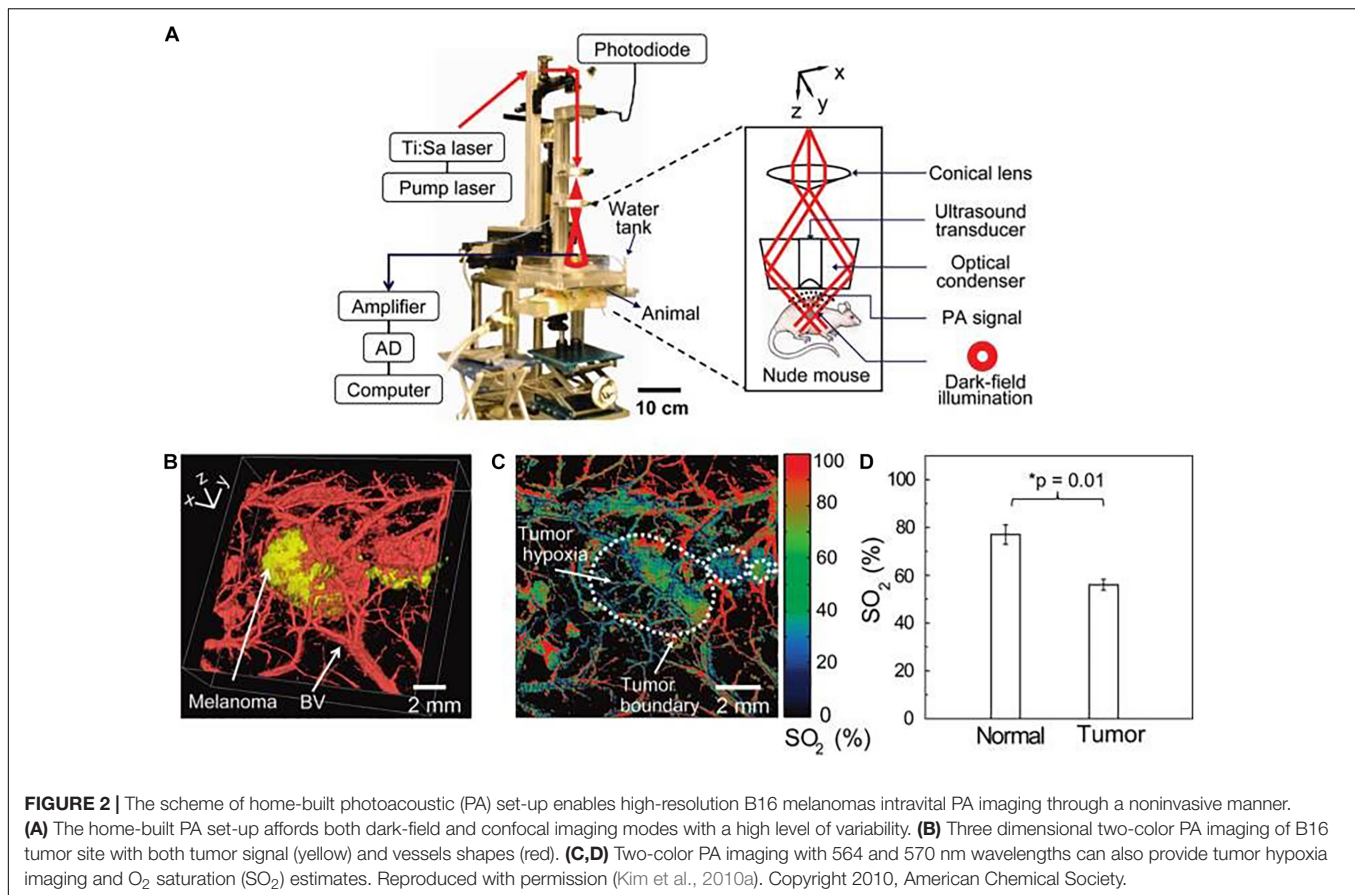 A
Photodiode
Ti:Sa laser
Pump laser
Water
tank
Amplifier
AD
Computer
Animal
10 cm
x
y
z
Conical lens
Ultrasound
transducer
Optical
condenser
PA signal
Nude mouse
Dark-field
illumination
B
x
z
y
Melanoma
BV
2 mm
C
Tumor
hypoxia
Tumor
boundary
2 mm
100
80
60
40
20
0
SO2 (%)
D
100
80
60
40
20
0
SO2 (%)
*p = 0.01
Normal
Tumor
FIGURE 2 | The scheme of home-built photoacoustic (PA) set-up enables high-resolution B16 melanomas intravital PA imaging through a noninvasive manner.
(A) The home-built PA set-up affords both dark-field and confocal imaging modes with a high level of variability. (B) Three dimensional two-color PA imaging of B16
tumor site with both tumor signal (yellow) and vessels shapes (red). (C,D) Two-color PA imaging with 564 and 570 nm wavelengths can also provide tumor hypoxia
imaging and O2 saturation (SO2) estimates. Reproduced with permission (Kim et al., 2010a). Copyright 2010, American Chemical Society.